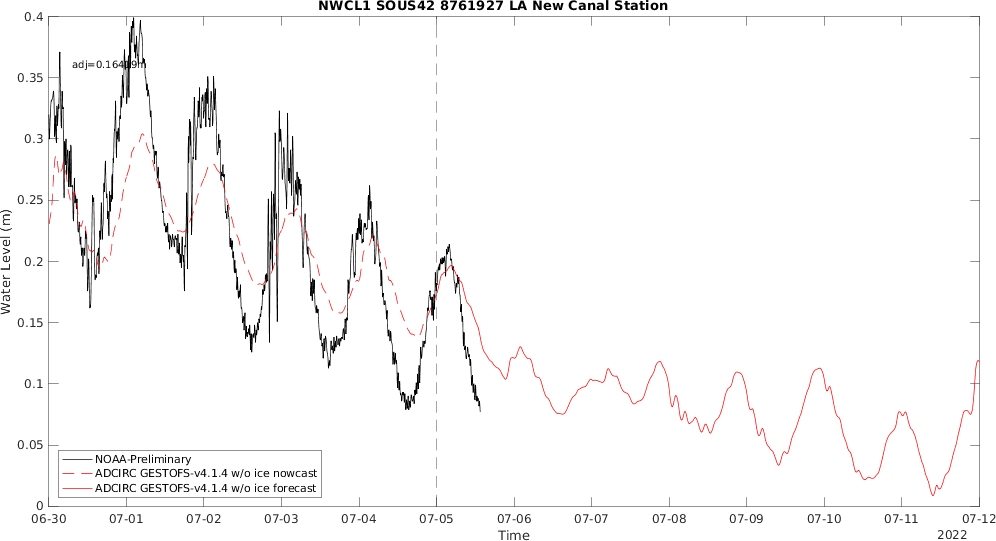 NWCL1 SOUS42 8761927 LA New Canal Station
0.4
0.35
0.3
0.25
0.2
0.15
0.1
0.05
0
Water Level (m)
NOAA-Preliminary
ADCIRC GESTOFS-v4.1.4 w/o ice nowcast
ADCIRC GESTOFS-v4.1.4 w/o ice forecast
06-30 07-01 07-02 07-03 07-04 07-05 07-06 07-07 07-08 07-09 07-10 07-11 07-12
Time
2022